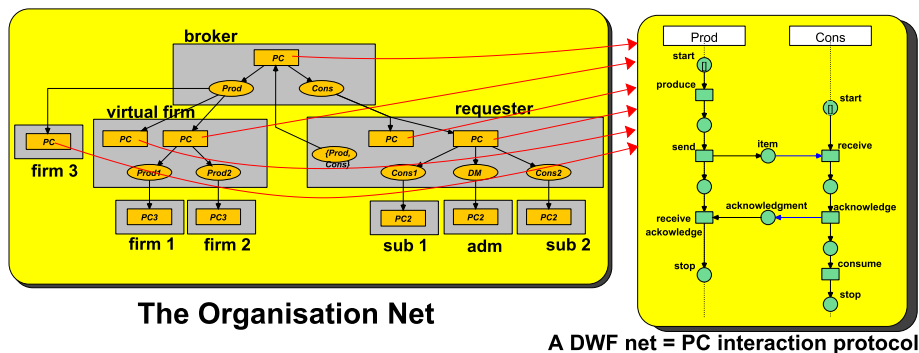 broker
PC
Prod
Cons
virtual firm
requester
PC
firm 3
PC
PC
PC
PC
{Prod,
Cons}
Prod1
Prod2
Cons1
DM
Cons2
PC3
PC3
PC2
PC2
PC2
firm 1
firm 2
sub 1
adm
sub 2
The Organisation Net
Prod
Cons
start
produce
start
send
item
receive
receive
ackowledge
acknowledgment
acknowledge
consume
stop
stop
A DWF net = PC interaction protocol